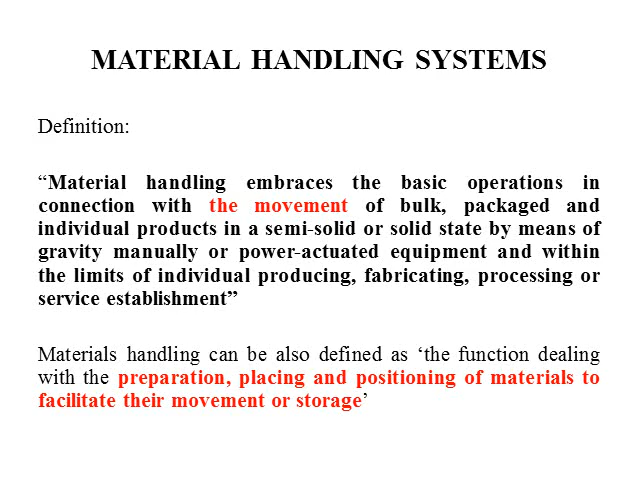 MATERIAL HANDLING SYSTEMS
Definition:
“Material handling embraces the basic operations in
connection with the movement of bulk, packaged and
individual products in a semi-solid or solid state by means of
gravity manually or power-actuated equipment and within
the limits of individual producing, fabricating, processing or
service establishment”
Materials handling can be also defined as ‘the function dealing
with the preparation, placing and positioning of materials to
facilitate their movement or storage’